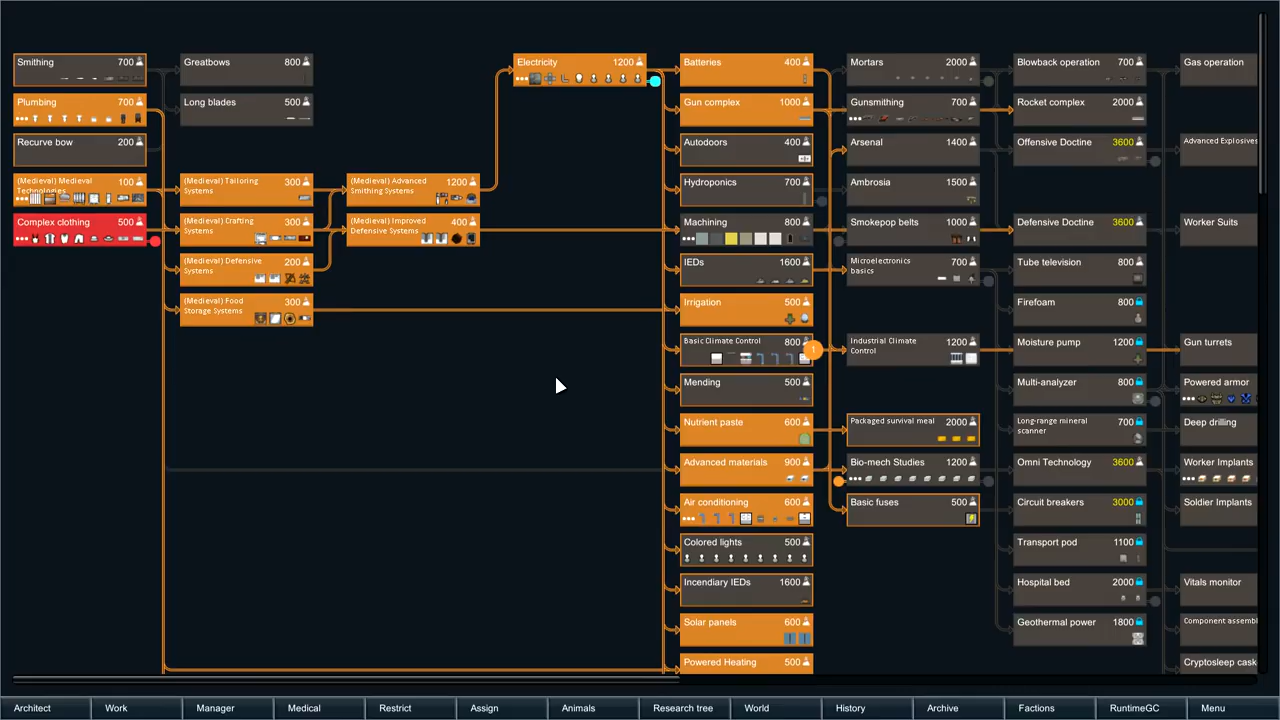 Smithing 700
Greatbows 800
Electricity 1200
Batteries 400
Mortars 2000
Blowback operation 700
Gas operation
Plumbing 700
Long blades 500
Gun complex 1000
Gunsmithing 700
Rocket complex 2000
Recurve bow 200
Autodoors 400
Arsenal 1400
Offensive Doctine 3600
Advanced Explosives
(Medieval) Medieval Technologies 100
(Medieval) Tailoring Systems 300
(Medieval) Advanced Smithing Systems 1200
Hydroponics 700
Ambrosia 1500
Complex clothing 500
(Medieval) Crafting Systems 300
(Medieval) Improved Defensive Systems 400
Machining 800
Smokepop belts 1000
Defensive Doctine 3600
Worker Suits
(Medieval) Defensive Systems 200
IEDs 1600
Microelectronics basics 700
Tube television 800
(Medieval) Food Storage Systems 300
Irrigation 500
Firefoam 800
Basic Climate Control 800
1
Industrial Climate Control 1200
Moisture pump 1200
Gun turrets
Mending 500
Multi-analyzer 800
Powered armor
Nutrient paste 600
Packaged survival meal 2000
Long-range mineral scanner 700
Deep drilling
Advanced materials 900
Bio-mech Studies 1200
Omni Technology 3600
Worker Implants
Air conditioning 600
Basic fuses 500
Circuit breakers 3000
Soldier Implants
Colored lights 500
Transport pod 1100
Incendiary IEDs 1600
Hospital bed 2000
Vitals monitor
Solar panels 600
Geothermal power 1800
Component assembl
Powered Heating 500
Cryptosleep cask
Architect Work Manager Medical Restrict Assign Animals Research tree World History Archive Factions RuntimeGC Menu